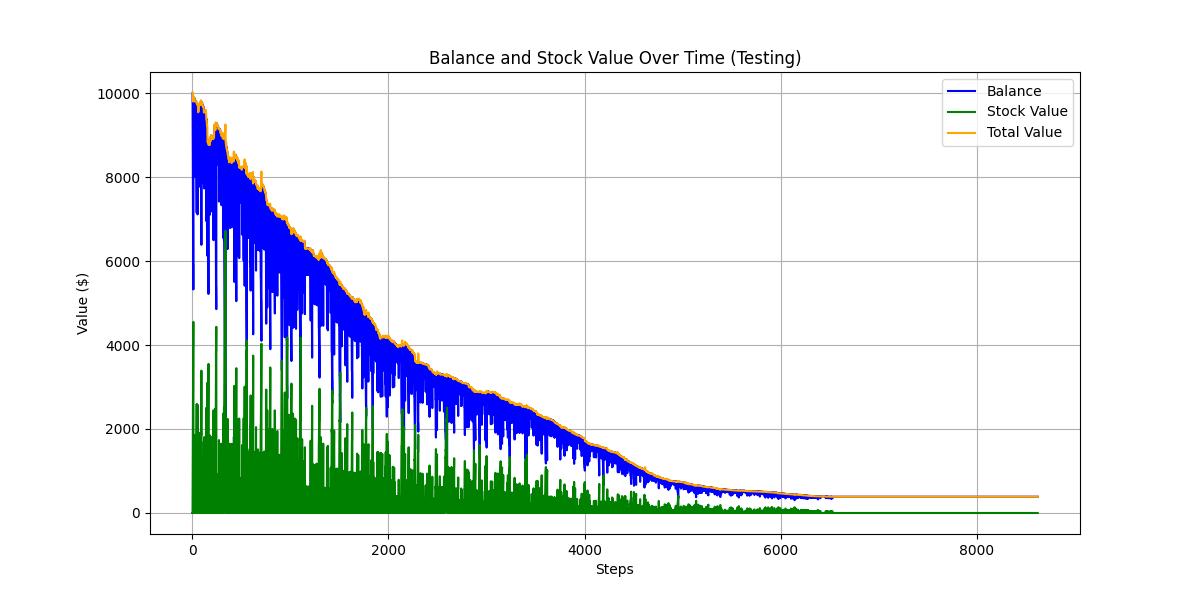 Balance and Stock Value Over Time (Testing)
Balance
Stock Value
Total Value
Value ($)
10000
8000
6000
4000
2000
0
0 2000 4000 6000 8000
Steps